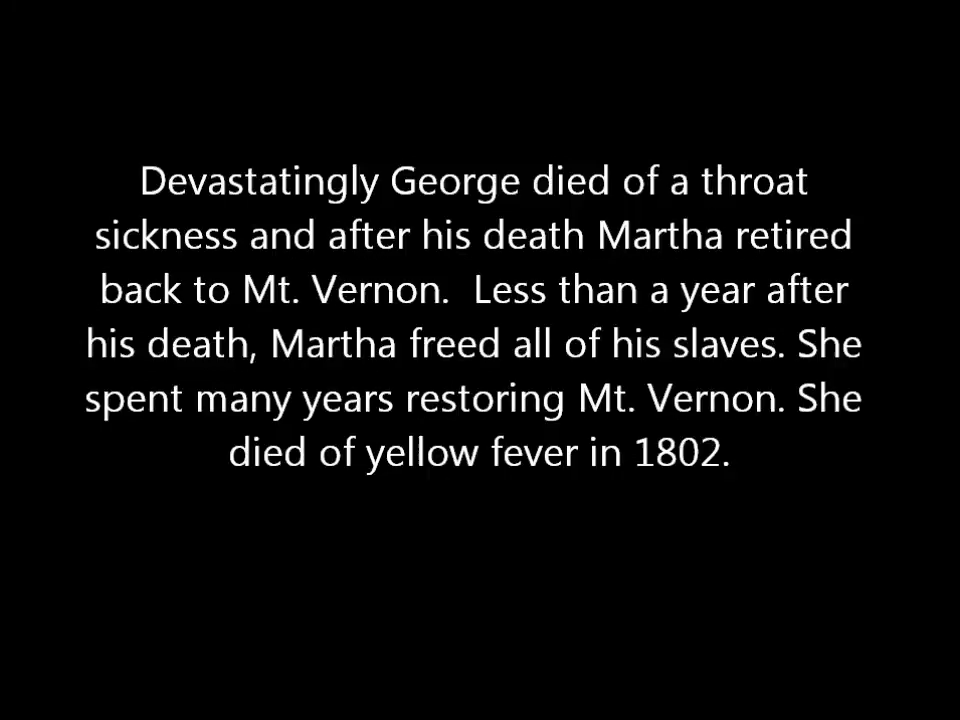 Devastatingly George died of a throat
sickness and after his death Martha retired
back to Mt. Vernon.  Less than a year after
his death, Martha freed all of his slaves. She
spent many years restoring Mt. Vernon. She
died of yellow fever in 1802.